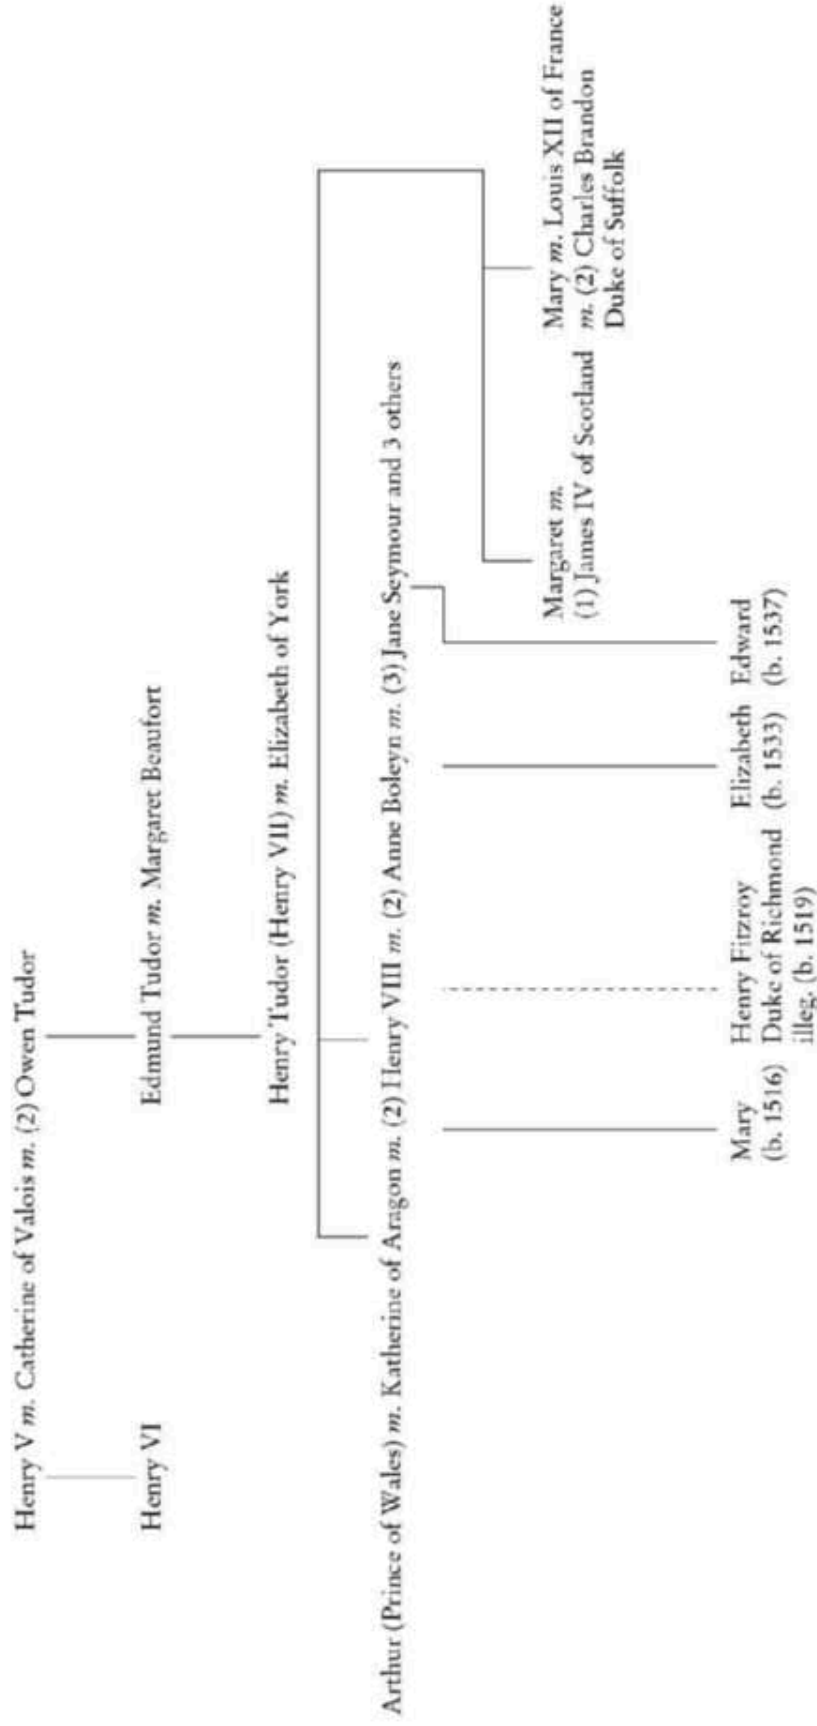 Henry V m. Catherine of Valois m. (2) Owen Tudor
Henry VI
Edmund Tudor m. Margaret Beaufort
Henry Tudor (Henry VII) m. Elizabeth of York
Arthur (Prince of Wales) m. Katherine of Aragon m. (2) Henry VIII m. (2) Anne Boleyn m. (3) Jane Seymour and 3 others
Margaret m.
(1) James IV of Scotland
Mary m. Louis XII of France
m. (2) Charles Brandon
Duke of Suffolk
Mary
(b. 1516)
Henry Fitzroy
Duke of Richmond
illeg. (b. 1519)
Elizabeth
(b. 1533)
Edward
(b. 1537)